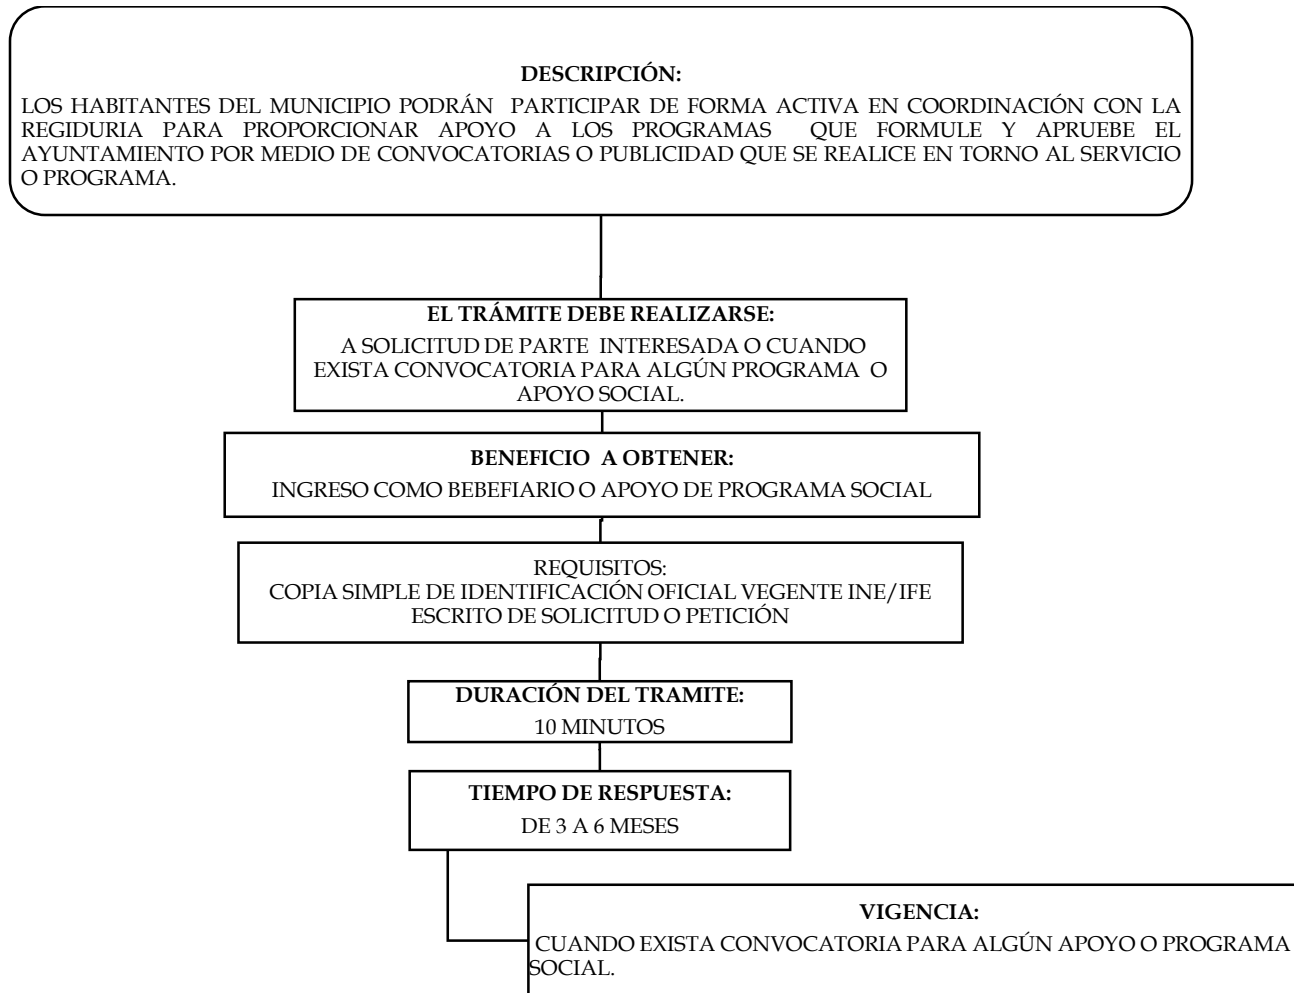 DESCRIPCIÓN:
LOS HABITANTES DEL MUNICIPIO PODRÁN PARTICIPAR DE FORMA ACTIVA EN COORDINACIÓN CON LA
REGIDURIA PARA PROPORCIONAR APOYO A LOS PROGRAMAS QUE FORMULE Y APRUEBE EL
AYUNTAMIENTO POR MEDIO DE CONVOCATORIAS O PUBLICIDAD QUE SE REALICE EN TORNO AL SERVICIO
O PROGRAMA.
EL TRÁMITE DEBE REALIZARSE:
A SOLICITUD DE PARTE INTERESADA O CUANDO
EXISTA CONVOCATORIA PARA ALGÚN PROGRAMA O
APOYO SOCIAL.
BENEFICIO A OBTENER:
INGRESO COMO BEBEFIARIO O APOYO DE PROGRAMA SOCIAL
REQUISITOS:
COPIA SIMPLE DE IDENTIFICACIÓN OFICIAL VEGENTE INE/IFE
ESCRITO DE SOLICITUD O PETICIÓN
DURACIÓN DEL TRAMITE:
10 MINUTOS
TIEMPO DE RESPUESTA:
DE 3 A 6 MESES
VIGENCIA:
CUANDO EXISTA CONVOCATORIA PARA ALGÚN APOYO O PROGRAMA
SOCIAL.